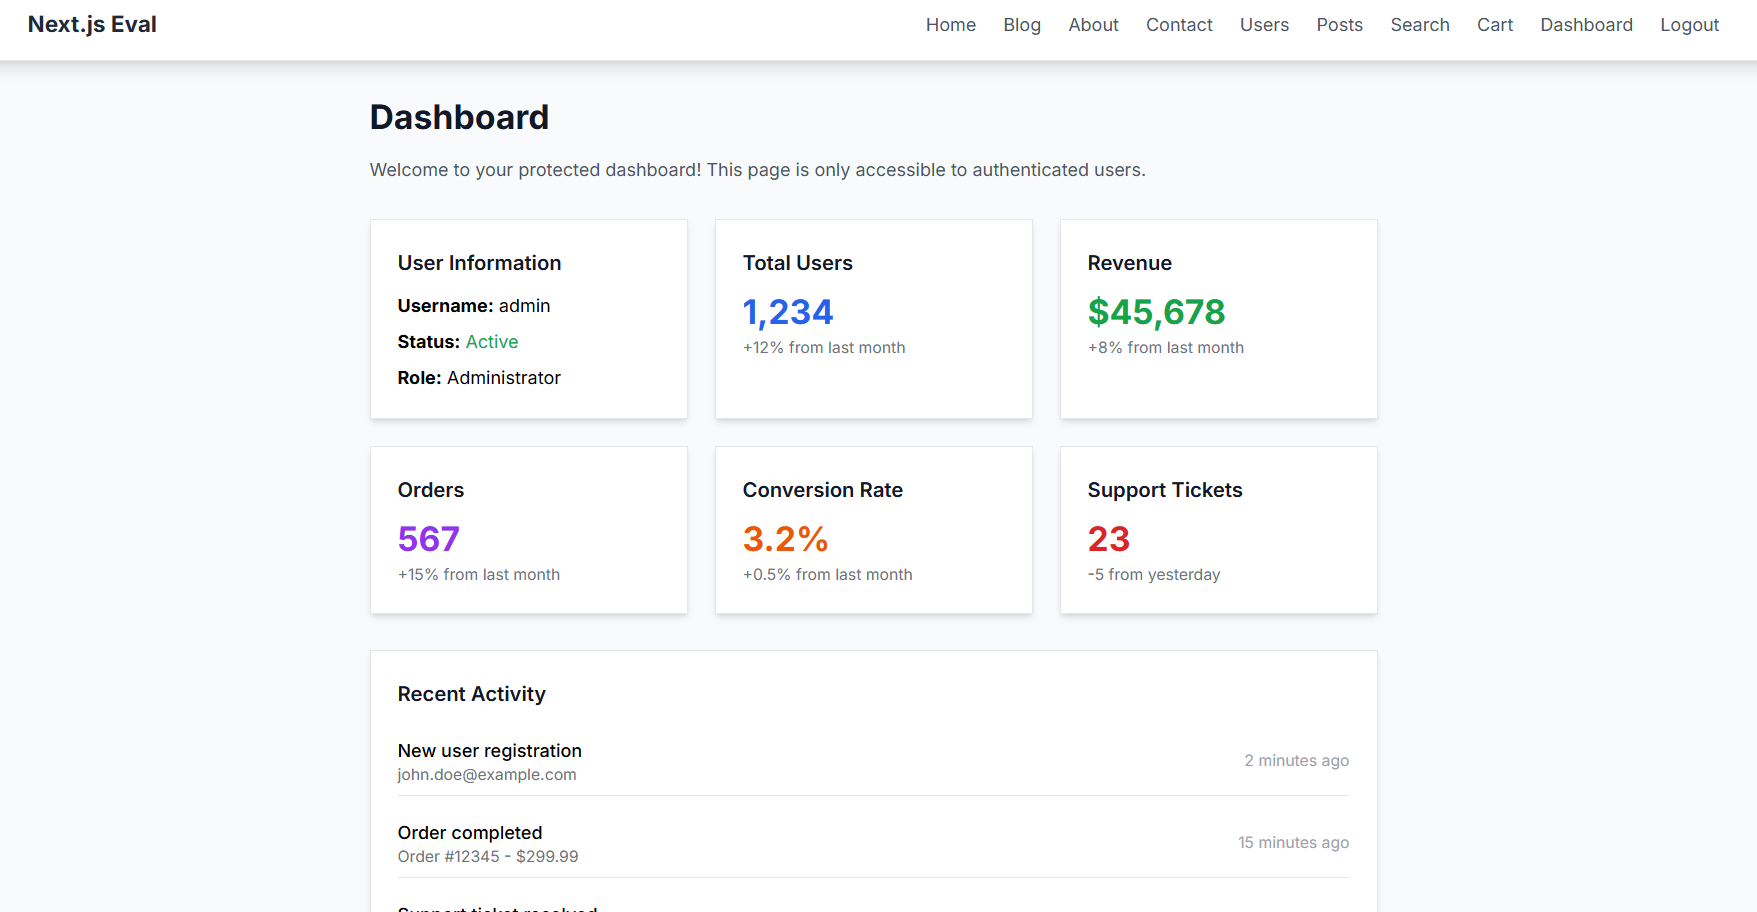 Next.js Eval
Home Blog About Contact Users Posts Search Cart Dashboard Logout
Dashboard
Welcome to your protected dashboard! This page is only accessible to authenticated users.
User Information
Username: admin
Status: Active
Role: Administrator
Total Users
1,234
+12% from last month
Revenue
$45,678
+8% from last month
Orders
567
+15% from last month
Conversion Rate
3.2%
+0.5% from last month
Support Tickets
23
-5 from yesterday
Recent Activity
New user registration
john.doe@example.com
2 minutes ago
Order completed
Order #12345 - $299.99
15 minutes ago
Support ticket resolved